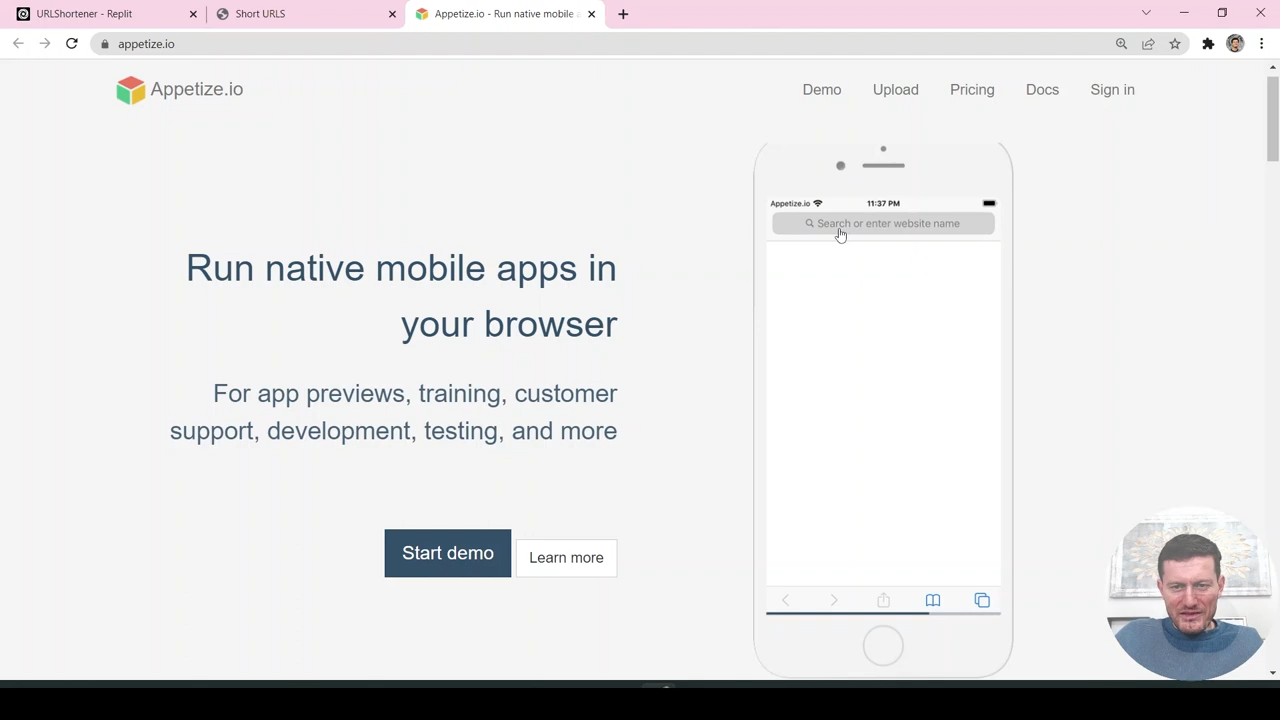 URLShortener - Replit
Short URLS
Appetize.io - Run native mobile
appetize.io
Appetize.io
Demo
Upload
Pricing
Docs
Sign in
Appetize.io
11:37 PM
Search or enter website name
Run native mobile apps in
your browser
For app previews, training, customer
support, development, testing, and more
Start demo
Learn more